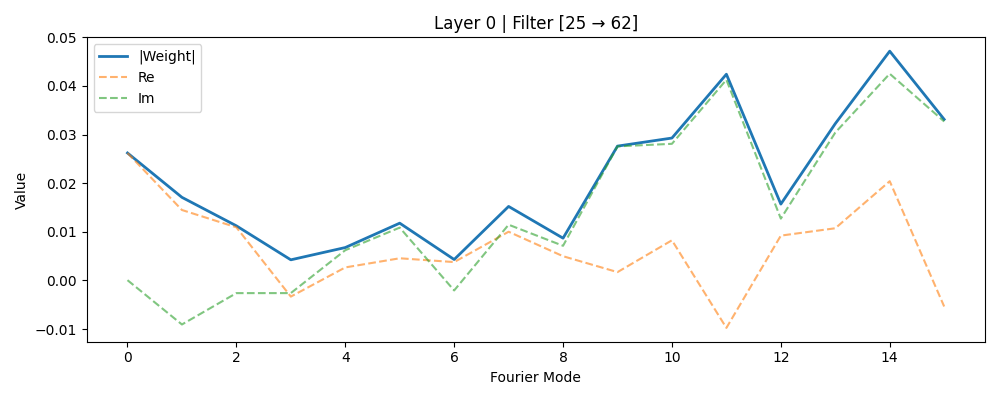 Layer 0 | Filter [25 → 62]
|Weight|
Re
Im
Value
0.05
0.04
0.03
0.02
0.01
0.00
−0.01
0 2 4 6 8 10 12 14
Fourier Mode